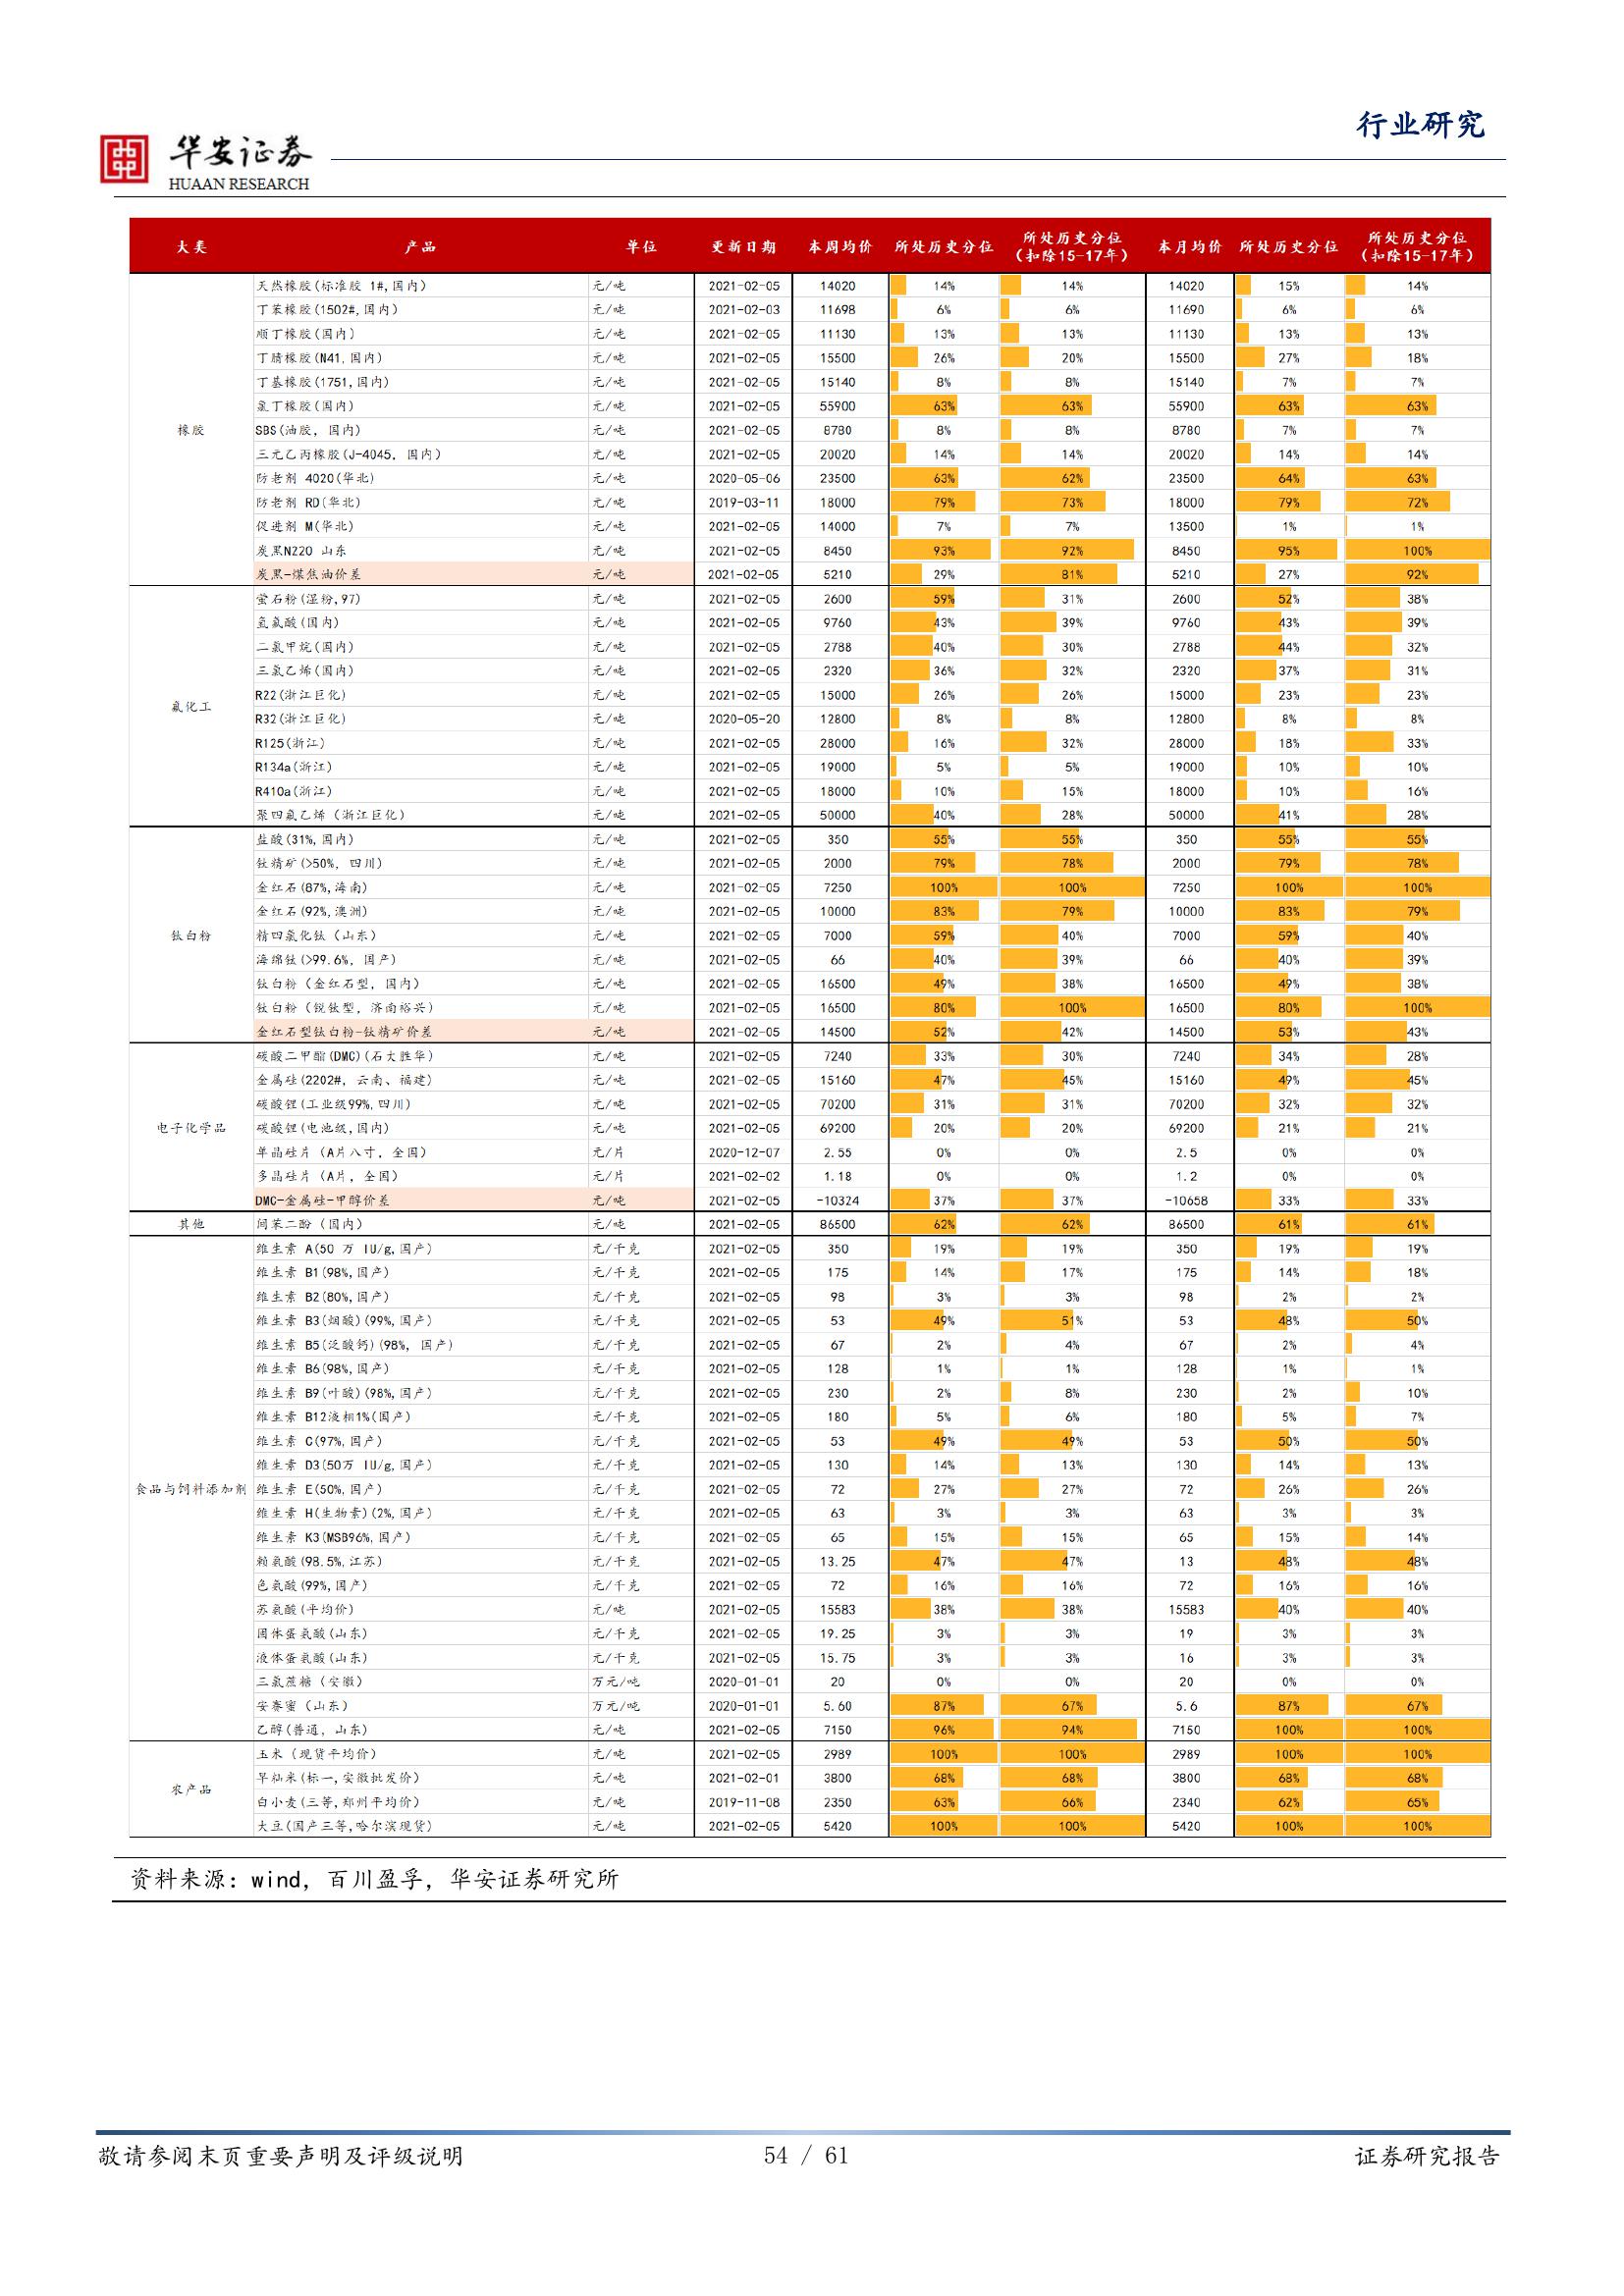 行业研究
华安证券
HUAAN RESEARCH
大类 产品 单位 更新日期 本周均价 所处历史分位 所处历史分位（扣除15-17年） 本月均价 所处历史分位 所处历史分位（扣除15-17年）
橡胶
天然橡胶(标准胶 1#,国内) 元/吨 2021-02-05 14020 14% 14% 14020 15% 14%
丁苯橡胶(1502#,国内) 元/吨 2021-02-03 11698 6% 6% 11690 6% 6%
顺丁橡胶(国内) 元/吨 2021-02-05 11130 13% 13% 11130 13% 13%
丁腈橡胶(N41,国内) 元/吨 2021-02-05 15500 26% 20% 15500 27% 18%
丁基橡胶(1751,国内) 元/吨 2021-02-05 15140 8% 8% 15140 7% 7%
氯丁橡胶(国内) 元/吨 2021-02-05 55900 63% 63% 55900 63% 63%
SBS(油胶, 国内) 元/吨 2021-02-05 8780 8% 8% 8780 7% 7%
三元乙丙橡胶(J-4045, 国内) 元/吨 2021-02-05 20020 14% 14% 20020 14% 14%
防老剂 4020(华北) 元/吨 2020-05-06 23500 63% 62% 23500 64% 63%
防老剂 RD(华北) 元/吨 2019-03-11 18000 79% 73% 18000 79% 72%
促进剂 M(华北) 元/吨 2021-02-05 14000 7% 7% 13500 1% 1%
炭黑N220 山东 元/吨 2021-02-05 8450 93% 92% 8450 95% 100%
炭黑-煤焦油价差 元/吨 2021-02-05 5210 29% 81% 5210 27% 92%
氟化工
萤石粉(湿粉,97) 元/吨 2021-02-05 2600 59% 31% 2600 52% 38%
氢氟酸(国内) 元/吨 2021-02-05 9760 43% 39% 9760 43% 39%
二氯甲烷(国内) 元/吨 2021-02-05 2788 40% 30% 2788 44% 32%
三氯乙烯(国内) 元/吨 2021-02-05 2320 36% 32% 2320 37% 31%
R22(浙江巨化) 元/吨 2021-02-05 15000 26% 26% 15000 23% 23%
R32(浙江巨化) 元/吨 2020-05-20 12800 8% 8% 12800 8% 8%
R125(浙江) 元/吨 2021-02-05 28000 16% 32% 28000 18% 33%
R134a(浙江) 元/吨 2021-02-05 19000 5% 5% 19000 10% 10%
R410a(浙江) 元/吨 2021-02-05 18000 10% 15% 18000 10% 16%
聚四氟乙烯（浙江巨化） 元/吨 2021-02-05 50000 40% 28% 50000 41% 28%
钛白粉
盐酸(31%,国内) 元/吨 2021-02-05 350 55% 55% 350 55% 55%
钛精矿(>50%, 四川) 元/吨 2021-02-05 2000 79% 78% 2000 79% 78%
金红石(87%,海南) 元/吨 2021-02-05 7250 100% 100% 7250 100% 100%
金红石(92%,澳洲) 元/吨 2021-02-05 10000 83% 79% 10000 83% 79%
精四氯化钛（山东） 元/吨 2021-02-05 7000 59% 40% 7000 59% 40%
海绵钛(>99.6%, 国产) 元/吨 2021-02-05 66 40% 39% 66 40% 39%
钛白粉（金红石型, 国内） 元/吨 2021-02-05 16500 49% 38% 16500 49% 38%
钛白粉（锐钛型, 济南裕兴） 元/吨 2021-02-05 16500 80% 100% 16500 80% 100%
金红石型钛白粉-钛精矿价差 元/吨 2021-02-05 14500 52% 42% 14500 53% 43%
电子化学品
碳酸二甲酯(DMC)(石大胜华) 元/吨 2021-02-05 7240 33% 30% 7240 34% 28%
金属硅(2202#, 云南、福建) 元/吨 2021-02-05 15160 47% 45% 15160 49% 45%
碳酸锂(工业级99%,四川) 元/吨 2021-02-05 70200 31% 31% 70200 32% 32%
碳酸锂(电池级,国内) 元/吨 2021-02-05 69200 20% 20% 69200 21% 21%
单晶硅片（A片八寸, 全国） 元/片 2020-12-07 2.55 0% 0% 2.5 0% 0%
多晶硅片（A片, 全国） 元/片 2021-02-02 1.18 0% 0% 1.2 0% 0%
DMC-金属硅-甲醇价差 元/吨 2021-02-05 -10324 37% 37% -10658 33% 33%
其他
间苯二酚（国内） 元/吨 2021-02-05 86500 62% 62% 86500 61% 61%
食品与饲料添加剂
维生素 A(50 万 IU/g,国产) 元/千克 2021-02-05 350 19% 19% 350 19% 19%
维生素 B1(98%,国产) 元/千克 2021-02-05 175 14% 17% 175 14% 18%
维生素 B2(80%,国产) 元/千克 2021-02-05 98 3% 3% 98 2% 2%
维生素 B3(烟酸)(99%,国产) 元/千克 2021-02-05 53 49% 51% 53 48% 50%
维生素 B5(泛酸钙)(98%, 国产) 元/千克 2021-02-05 67 2% 4% 67 2% 4%
维生素 B6(98%,国产) 元/千克 2021-02-05 128 1% 1% 128 1% 1%
维生素 B9(叶酸)(98%,国产) 元/千克 2021-02-05 230 2% 8% 230 2% 10%
维生素 B12液相1%(国产) 元/千克 2021-02-05 180 5% 6% 180 5% 7%
维生素 C(97%,国产) 元/千克 2021-02-05 53 49% 49% 53 50% 50%
维生素 D3(50万 IU/g,国产) 元/千克 2021-02-05 130 14% 13% 130 14% 13%
维生素 E(50%,国产) 元/千克 2021-02-05 72 27% 27% 72 26% 26%
维生素 H(生物素)(2%,国产) 元/千克 2021-02-05 63 3% 3% 63 3% 3%
维生素 K3(MSB96%,国产) 元/千克 2021-02-05 65 15% 15% 65 15% 14%
赖氨酸(98.5%,江苏) 元/千克 2021-02-05 13.25 47% 47% 13 48% 48%
色氨酸(99%,国产) 元/千克 2021-02-05 72 16% 16% 72 16% 16%
苏氨酸(平均价) 元/吨 2021-02-05 15583 38% 38% 15583 40% 40%
固体蛋氨酸(山东) 元/千克 2021-02-05 19.25 3% 3% 19 3% 3%
液体蛋氨酸(山东) 元/千克 2021-02-05 15.75 3% 3% 16 3% 3%
三氯蔗糖（安徽） 万元/吨 2020-01-01 20 0% 0% 20 0% 0%
安赛蜜（山东） 万元/吨 2020-01-01 5.60 87% 67% 5.6 87% 67%
乙醇(普通, 山东) 元/吨 2021-02-05 7150 96% 94% 7150 100% 100%
农产品
玉米（现货平均价） 元/吨 2021-02-05 2989 100% 100% 2989 100% 100%
早籼米(标一,安徽批发价) 元/吨 2021-02-01 3800 68% 68% 3800 68% 68%
白小麦(三等,郑州平均价) 元/吨 2019-11-08 2350 63% 66% 2340 62% 65%
大豆(国产三等,哈尔滨现货) 元/吨 2021-02-05 5420 100% 100% 5420 100% 100%
资料来源：wind，百川盈孚，华安证券研究所
敬请参阅末页重要声明及评级说明 54 / 61 证券研究报告